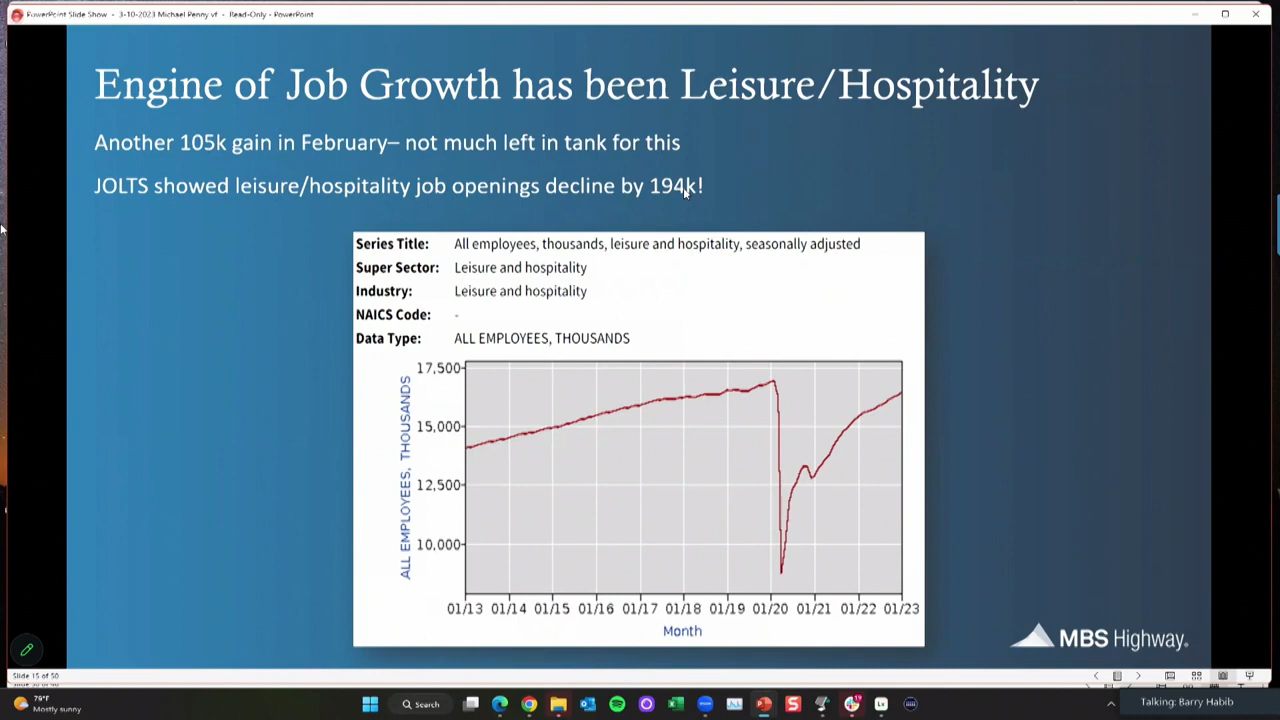 PowerPoint Slide Show - 3-10-2023 Michael Penny vf - Read-Only - PowerPoint
Engine of Job Growth has been Leisure/Hospitality
Another 105k gain in February– not much left in tank for this
JOLTS showed leisure/hospitality job openings decline by 194k!
Series Title: All employees, thousands, leisure and hospitality, seasonally adjusted
Super Sector: Leisure and hospitality
Industry: Leisure and hospitality
NAICS Code: -
Data Type: ALL EMPLOYEES, THOUSANDS
ALL EMPLOYEES, THOUSANDS
17,500
15,000
12,500
10,000
01/13 01/14 01/15 01/16 01/17 01/18 01/19 01/20 01/21 01/22 01/23
Month
MBS Highway.
Slide 15 of 50
79°F
Mostly sunny
Search
19
Talking: Barry Habib